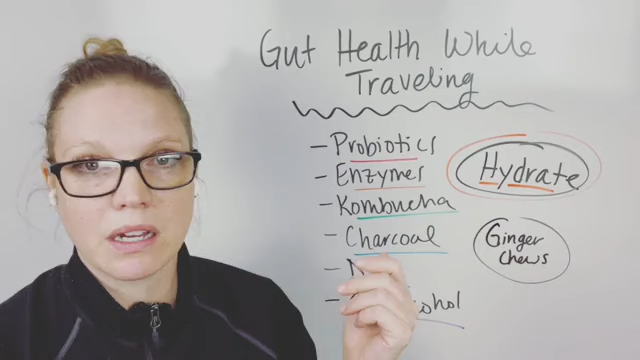 Gut Health While
Traveling
- Probiotics
- Enzymes
- Kombucha
- Charcoal
-
-
Hydrate
Ginger
chews